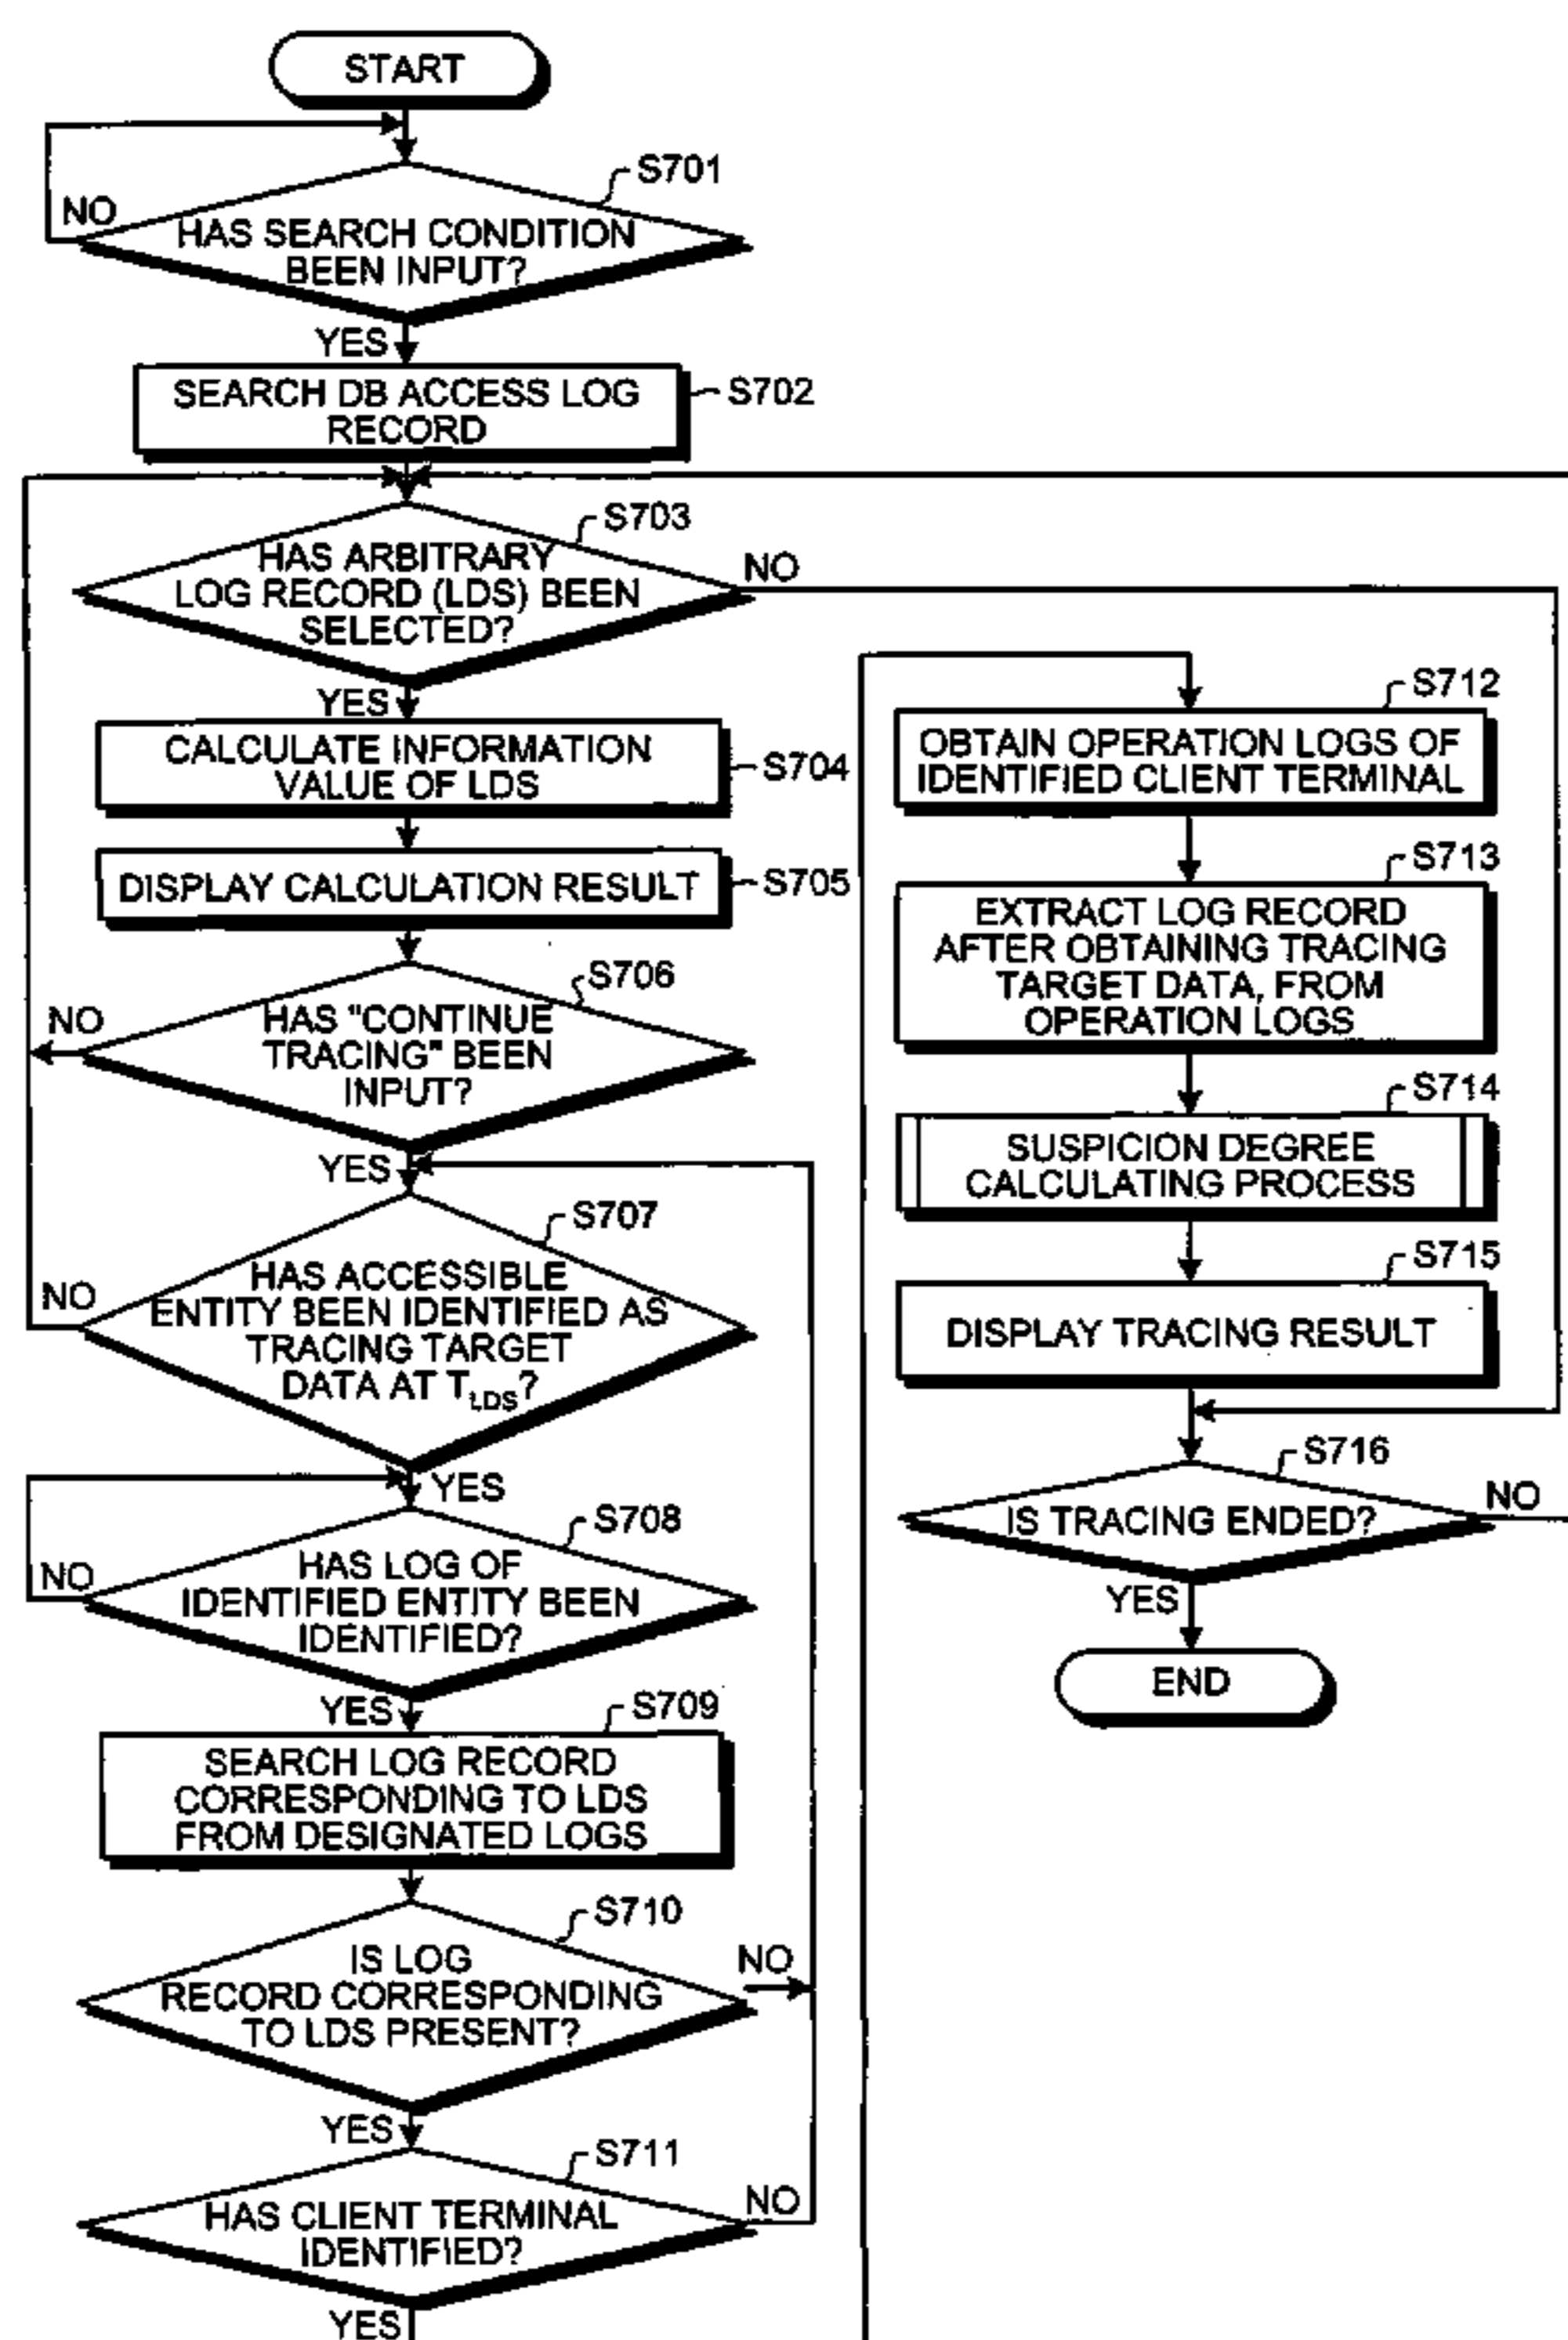 START
S701
NO
HAS SEARCH CONDITION
BEEN INPUT?
YES
SEARCH DB ACCESS LOG
RECORD
S702
S703
HAS ARBITRARY
LOG RECORD (LDS) BEEN
SELECTED?
NO
YES
CALCULATE INFORMATION
VALUE OF LDS
S704
DISPLAY CALCULATION RESULT
S705
S706
NO
HAS "CONTINUE
TRACING" BEEN
INPUT?
YES
S707
NO
HAS ACCESSIBLE
ENTITY BEEN IDENTIFIED AS
TRACING TARGET
DATA AT TLDS?
YES
S708
NO
HAS LOG OF
IDENTIFIED ENTITY BEEN
IDENTIFIED?
YES
S709
SEARCH LOG RECORD
CORRESPONDING TO LDS
FROM DESIGNATED LOGS
S710
IS LOG
RECORD CORRESPONDING
TO LDS PRESENT?
NO
YES
S711
HAS CLIENT TERMINAL
IDENTIFIED?
NO
YES
S712
OBTAIN OPERATION LOGS OF
IDENTIFIED CLIENT TERMINAL
S713
EXTRACT LOG RECORD
AFTER OBTAINING TRACING
TARGET DATA, FROM
OPERATION LOGS
S714
SUSPICION DEGREE
CALCULATING PROCESS
S715
DISPLAY TRACING RESULT
S716
IS TRACING ENDED?
NO
YES
END